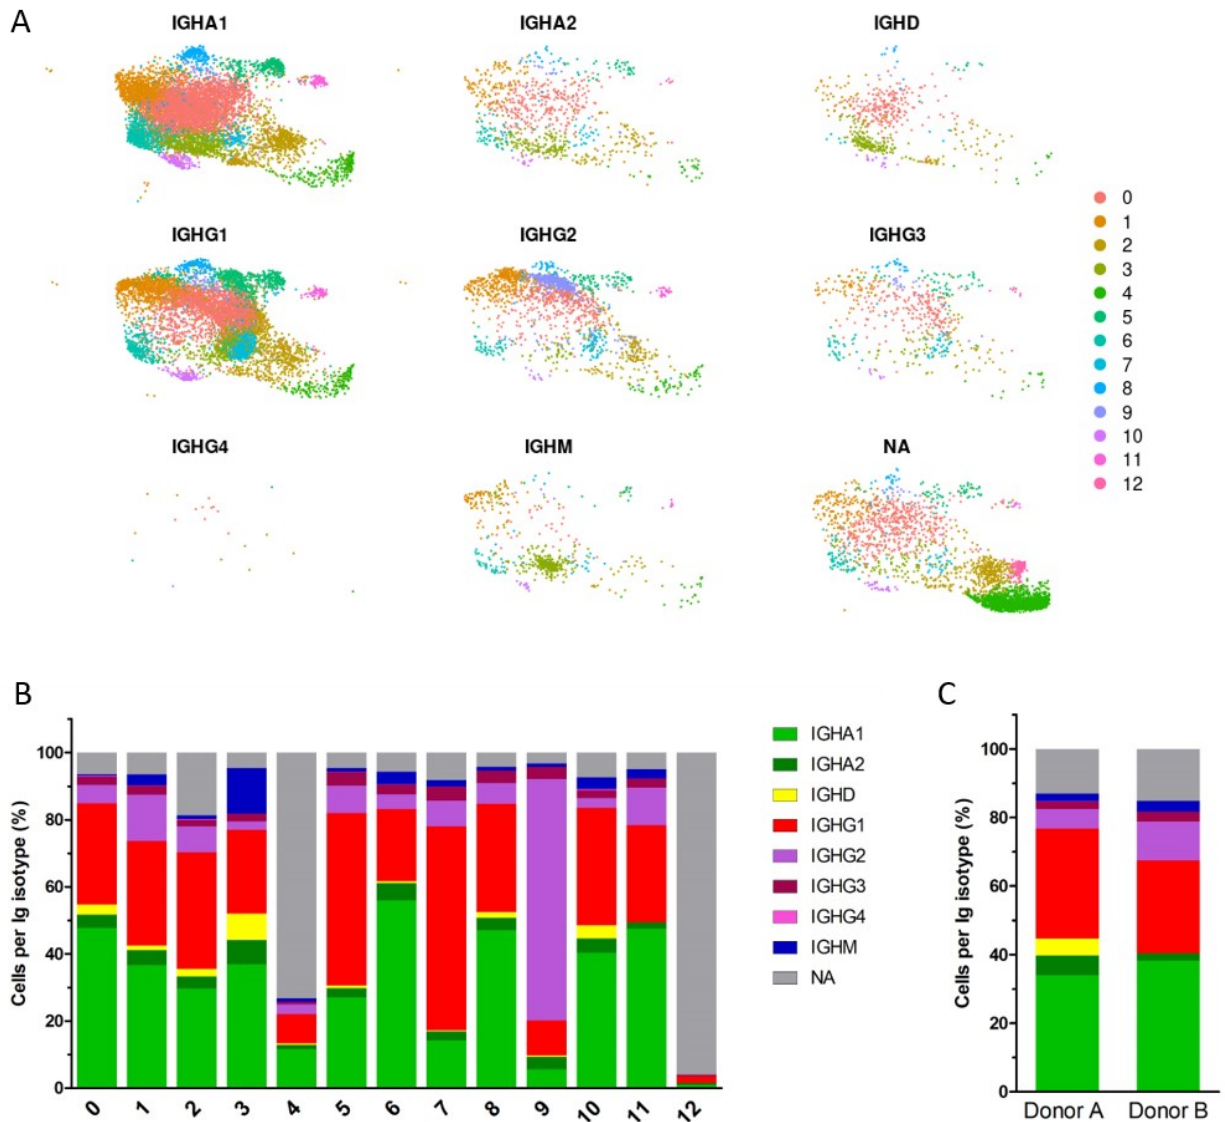 A
IGHA1
IGHA2
IGHD
IGHG1
IGHG2
IGHG3
IGHG4
IGHM
NA
0
1
2
3
4
5
6
7
8
9
10
11
12
B
Cells per Ig isotype (%)
100
80
60
40
20
0
0 1 2 3 4 5 6 7 8 9 10 11 12
IGHA1
IGHA2
IGHD
IGHG1
IGHG2
IGHG3
IGHG4
IGHM
NA
C
Cells per Ig isotype (%)
100
80
60
40
20
0
Donor A Donor B